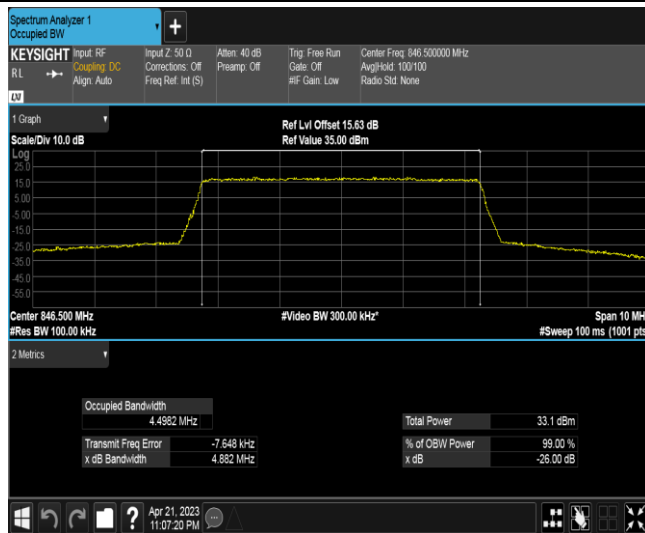 Spectrum Analyzer 1
Occupied BW
+
KEYSIGHT
RL
Input: RF
Coupling: DC
Align: Auto
Input Z: 50 Ω
Corrections: Off
Freq Ref: Int (S)
Atten: 40 dB
Preamp: Off
Trig: Free Run
Gate: Off
#IF Gain: Low
Center Freq: 846.500000 MHz
Avg|Hold: 100/100
Radio Std: None
1 Graph
Scale/Div 10.0 dB
Ref Lvl Offset 15.63 dB
Ref Value 35.00 dBm
Log
25.0
15.0
5.00
-5.00
-15.0
-25.0
-35.0
-45.0
-55.0
Center 846.500 MHz
#Video BW 300.00 kHz*
Span 10 MH
#Res BW 100.00 kHz
#Sweep 100 ms (1001 pts
2 Metrics
Occupied Bandwidth
4.4982 MHz
Total Power 33.1 dBm
Transmit Freq Error -7.648 kHz
% of OBW Power 99.00 %
x dB Bandwidth 4.882 MHz
x dB -26.00 dB
?
Apr 21, 2023
11:07:20 PM